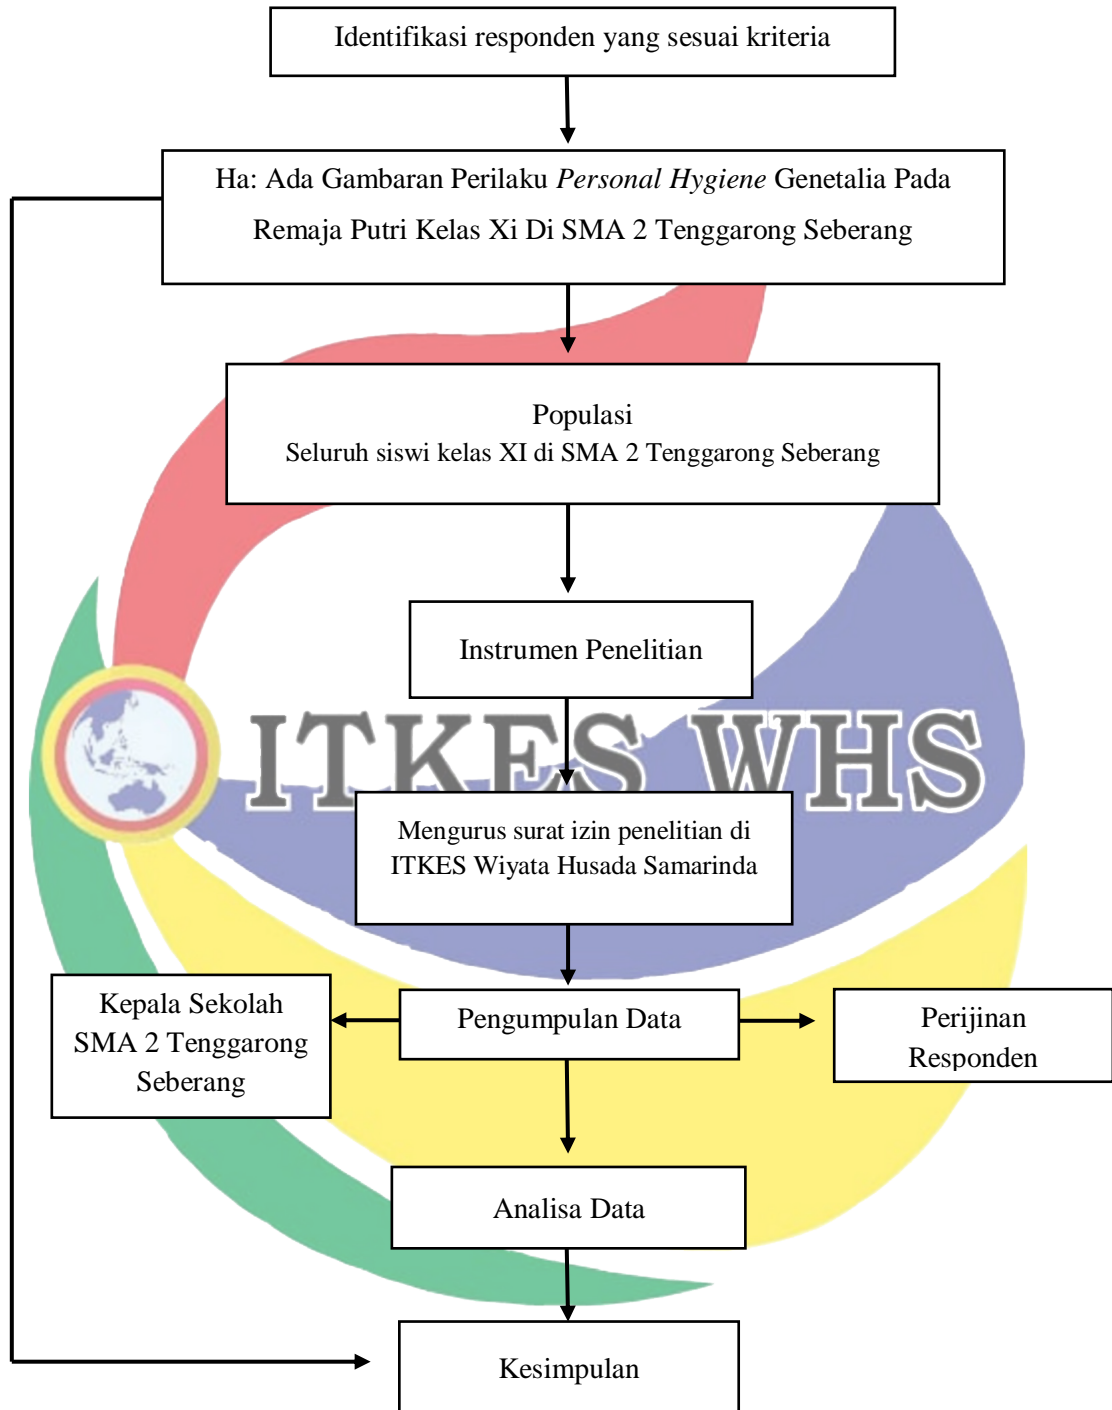 Identifikasi responden yang sesuai kriteria
Ha: Ada Gambaran Perilaku Personal Hygiene Genetalia Pada
Remaja Putri Kelas Xi Di SMA 2 Tenggarong Seberang
Populasi
Seluruh siswi kelas XI di SMA 2 Tenggarong Seberang
Instrumen Penelitian
ITKES WHS
Mengurus surat izin penelitian di
ITKES Wiyata Husada Samarinda
Kepala Sekolah
SMA 2 Tenggarong
Seberang
Pengumpulan Data
Perijinan
Responden
Analisa Data
Kesimpulan